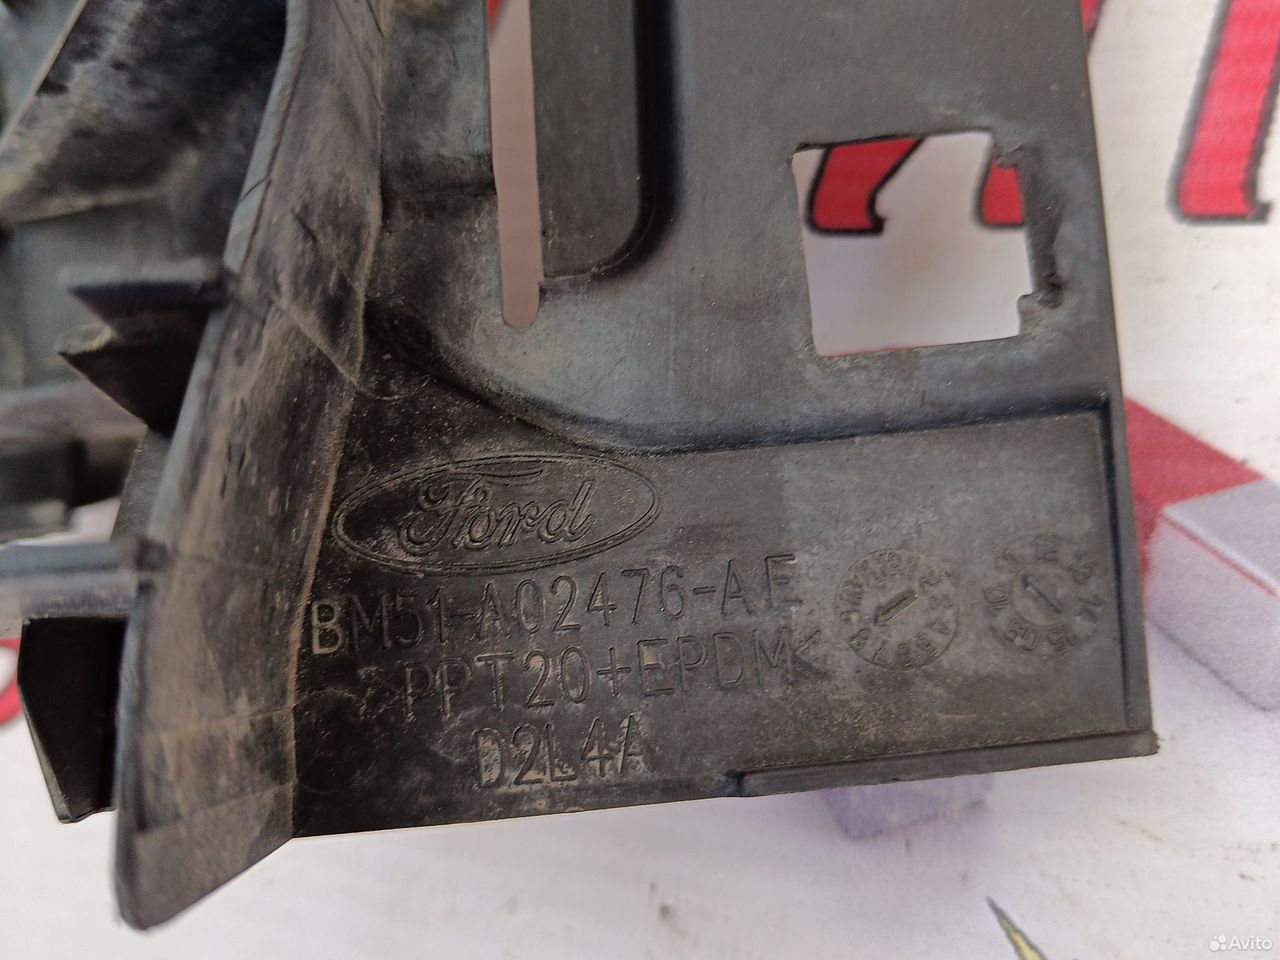 Ford
BM51-A02476-AE
>PPT20+EPDM<
D2L4A
Avito